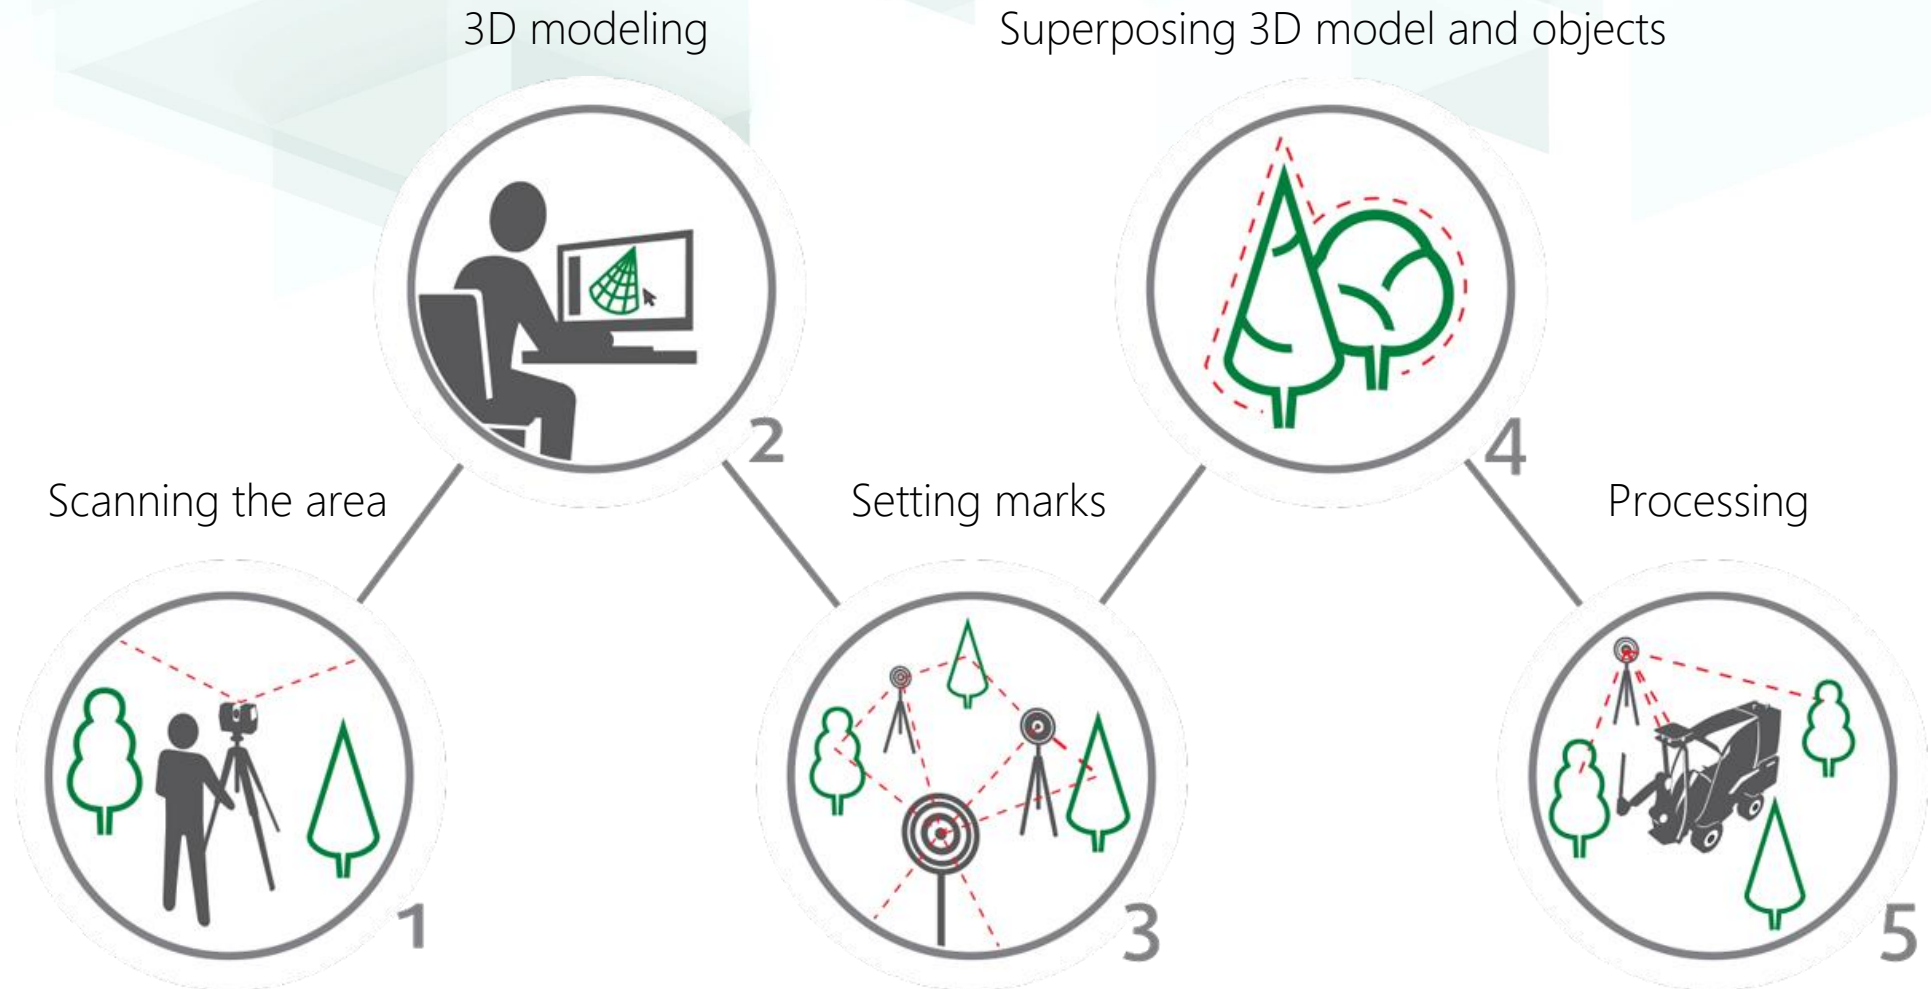 3D modeling
Superposing 3D model and objects
2
4
Scanning the area
Setting marks
Processing
1
3
5